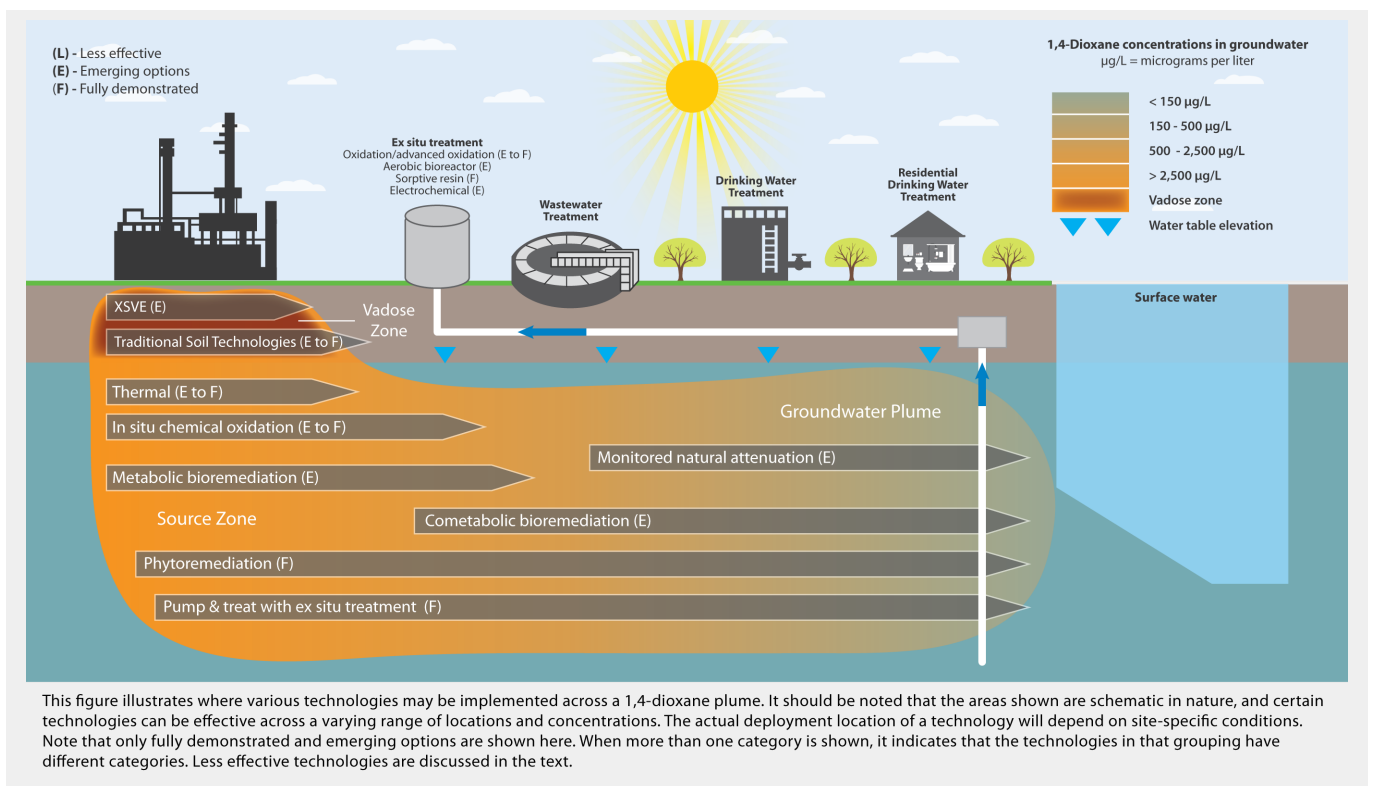 (L) - Less effective
(E) - Emerging options
(F) - Fully demonstrated
1,4-Dioxane concentrations in groundwater
µg/L = micrograms per liter
< 150 µg/L
150 - 500 µg/L
500 - 2,500 µg/L
> 2,500 µg/L
Vadose zone
Water table elevation
Ex situ treatment
Oxidation/advanced oxidation (E to F)
Aerobic bioreactor (E)
Sorptive resin (F)
Electrochemical (E)
Wastewater
Treatment
Drinking Water
Treatment
Residential
Drinking Water
Treatment
Surface water
XSVE (E)
Vadose
Zone
Traditional Soil Technologies (E to F)
Thermal (E to F)
In situ chemical oxidation (E to F)
Groundwater Plume
Monitored natural attenuation (E)
Metabolic bioremediation (E)
Source Zone
Cometabolic bioremediation (E)
Phytoremediation (F)
Pump & treat with ex situ treatment (F)
This figure illustrates where various technologies may be implemented across a 1,4-dioxane plume. It should be noted that the areas shown are schematic in nature, and certain
technologies can be effective across a varying range of locations and concentrations. The actual deployment location of a technology will depend on site-specific conditions.
Note that only fully demonstrated and emerging options are shown here. When more than one category is shown, it indicates that the technologies in that grouping have
different categories. Less effective technologies are discussed in the text.